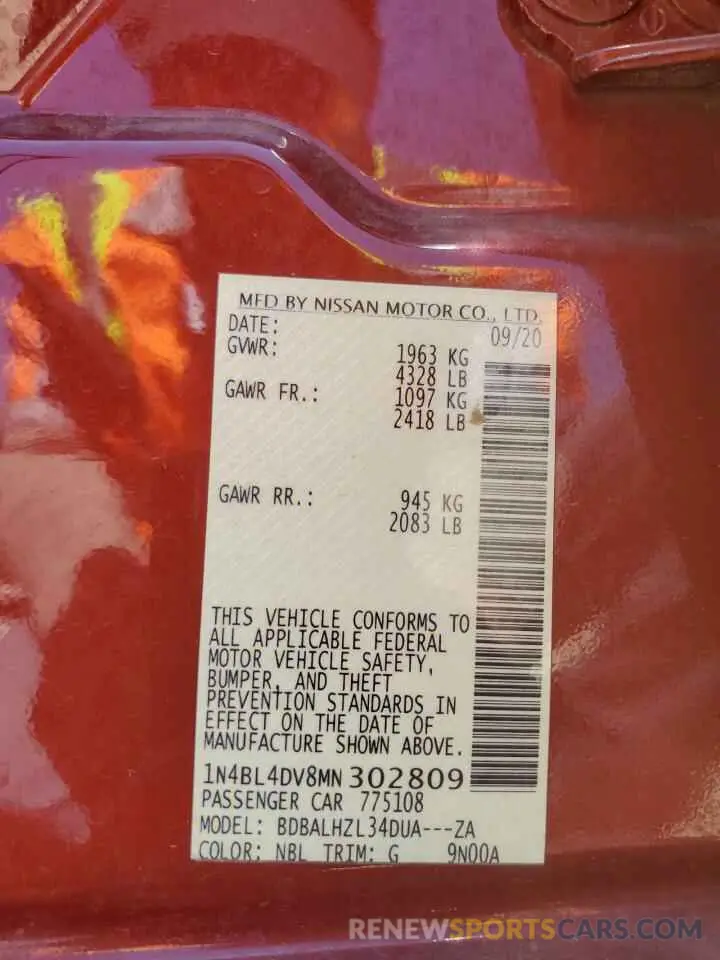 MFD BY NISSAN MOTOR CO., LTD.
DATE: 09/20
GVWR: 1963 KG
4328 LB
GAWR FR.: 1097 KG
2418 LB
GAWR RR.: 945 KG
2083 LB
THIS VEHICLE CONFORMS TO
ALL APPLICABLE FEDERAL
MOTOR VEHICLE SAFETY,
BUMPER, AND THEFT
PREVENTION STANDARDS IN
EFFECT ON THE DATE OF
MANUFACTURE SHOWN ABOVE.
1N4BL4DV8MN302809
PASSENGER CAR 775108
MODEL: BDBALHZL34DUA---ZA
COLOR: NBL TRIM: G 9N00A
RENEWSPORTSCARS.COM